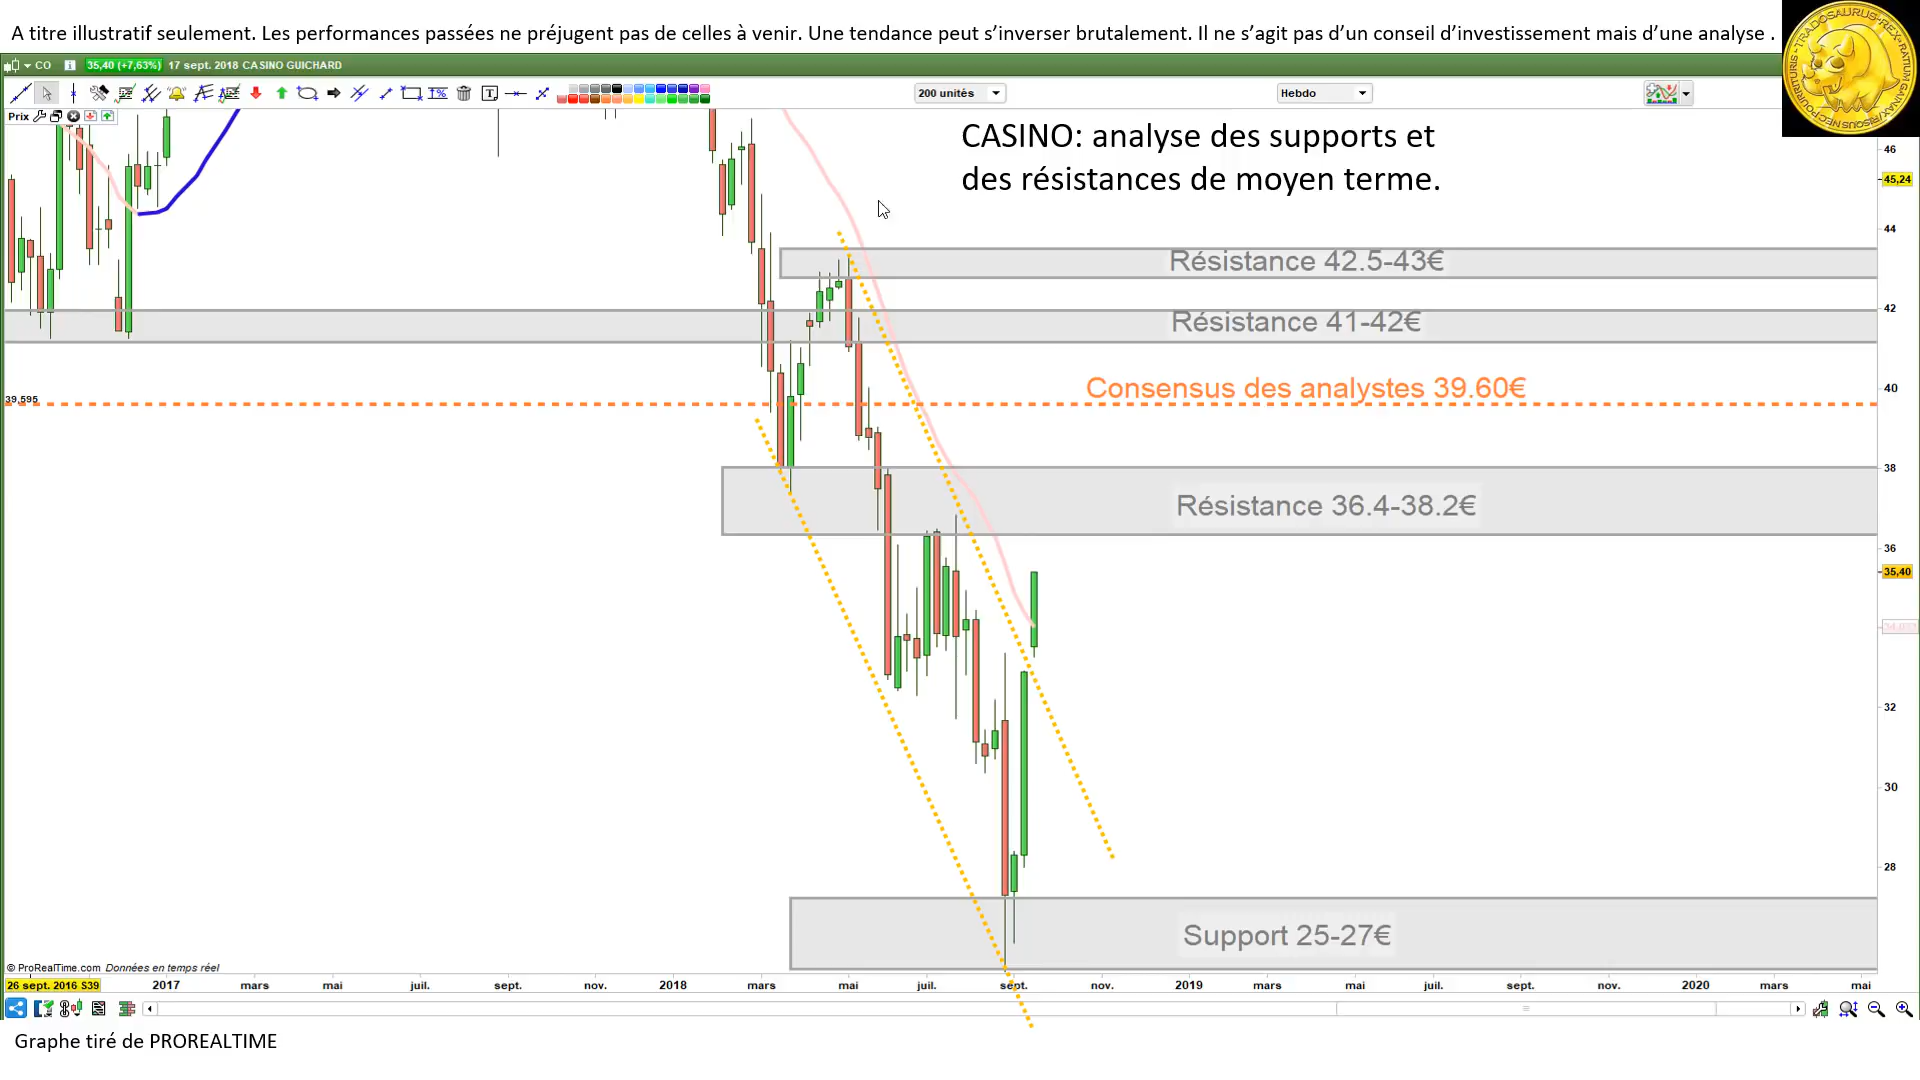 A titre illustratif seulement. Les performances passées ne préjugent pas de celles à venir. Une tendance peut s’inverser brutalement. Il ne s’agit pas d’un conseil d’investissement mais d’une analyse .
CO 35,40 (+7,63%) 17 sept. 2018 CASINO GUICHARD
200 unités Hebdo
Prix
CASINO: analyse des supports et
des résistances de moyen terme.
46
45,24
44
Résistance 42.5-43€
42
Résistance 41-42€
40
Consensus des analystes 39.60€
39,595
38
Résistance 36.4-38.2€
36
35,40
32
30
28
Support 25-27€
© ProRealTime.com Données en temps réel
26 sept. 2016 S39 2017 mars mai juil. sept. nov. 2018 mars mai juil. sept. nov. 2019 mars mai juil. sept. nov. 2020 mars mai
Graphe tiré de PROREALTIME